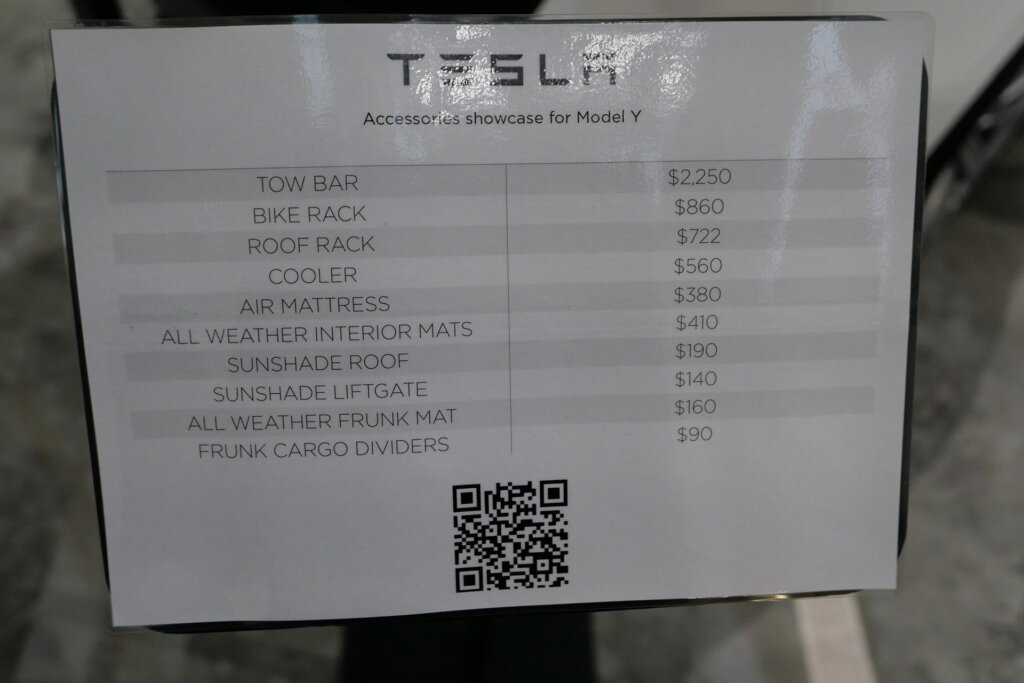 TESLA
Accessories showcase for Model Y
TOW BAR $2,250
BIKE RACK $860
ROOF RACK $722
COOLER $560
AIR MATTRESS $380
ALL WEATHER INTERIOR MATS $410
SUNSHADE ROOF $190
SUNSHADE LIFTGATE $140
ALL WEATHER FRUNK MAT $160
FRUNK CARGO DIVIDERS $90